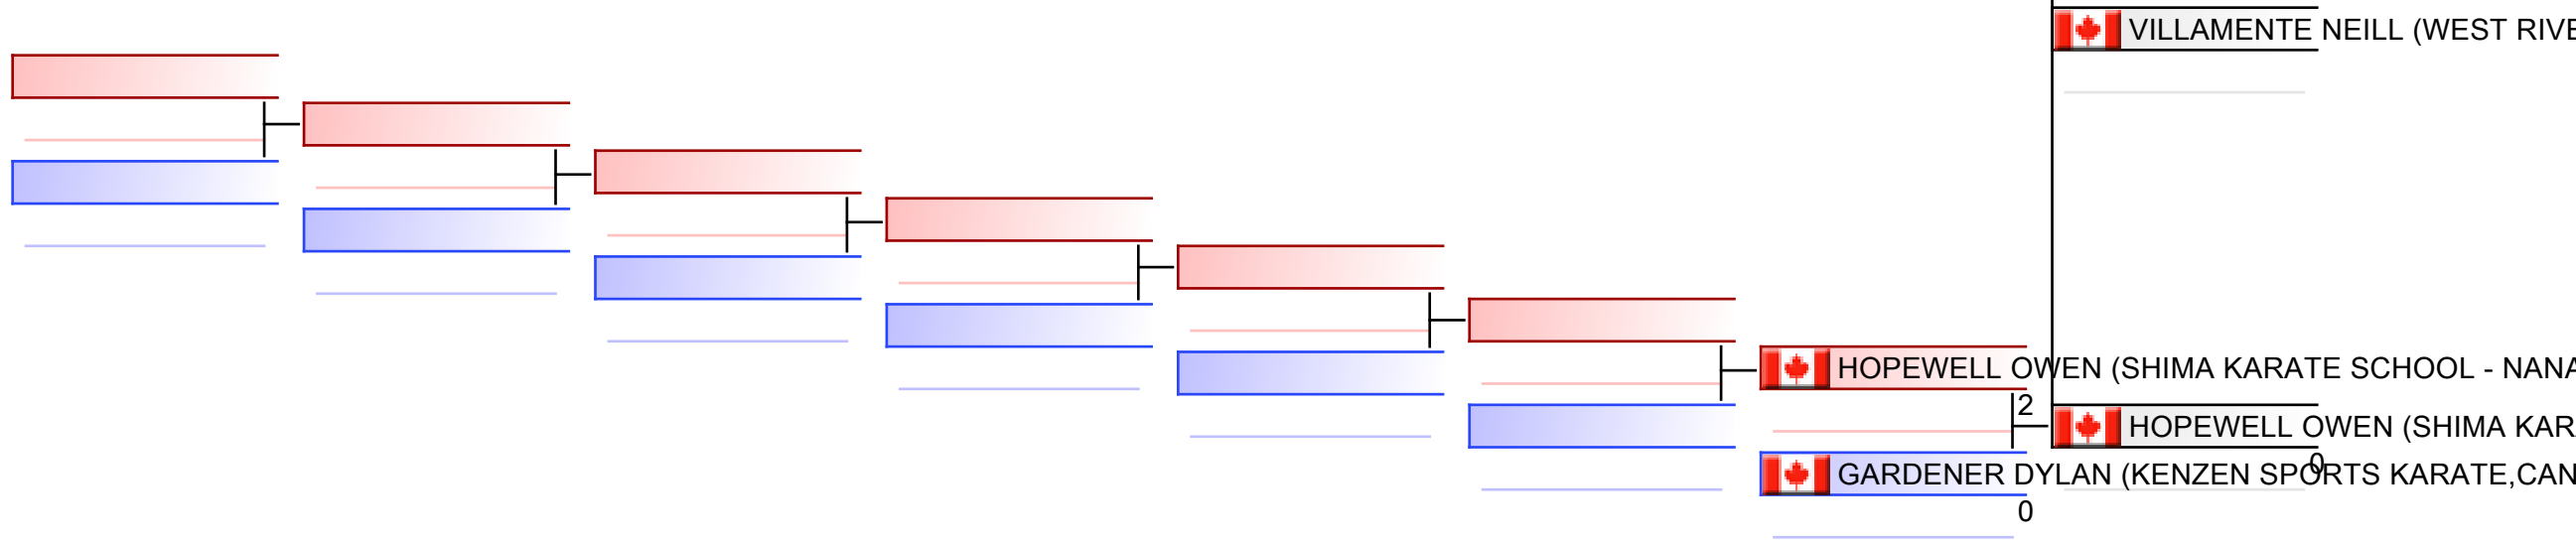 VILLAMENTE NEILL (WEST RIVE
HOPEWELL OWEN (SHIMA KARATE SCHOOL - NANA
2
HOPEWELL OWEN (SHIMA KAR
0
GARDENER DYLAN (KENZEN SPORTS KARATE,CAN
0